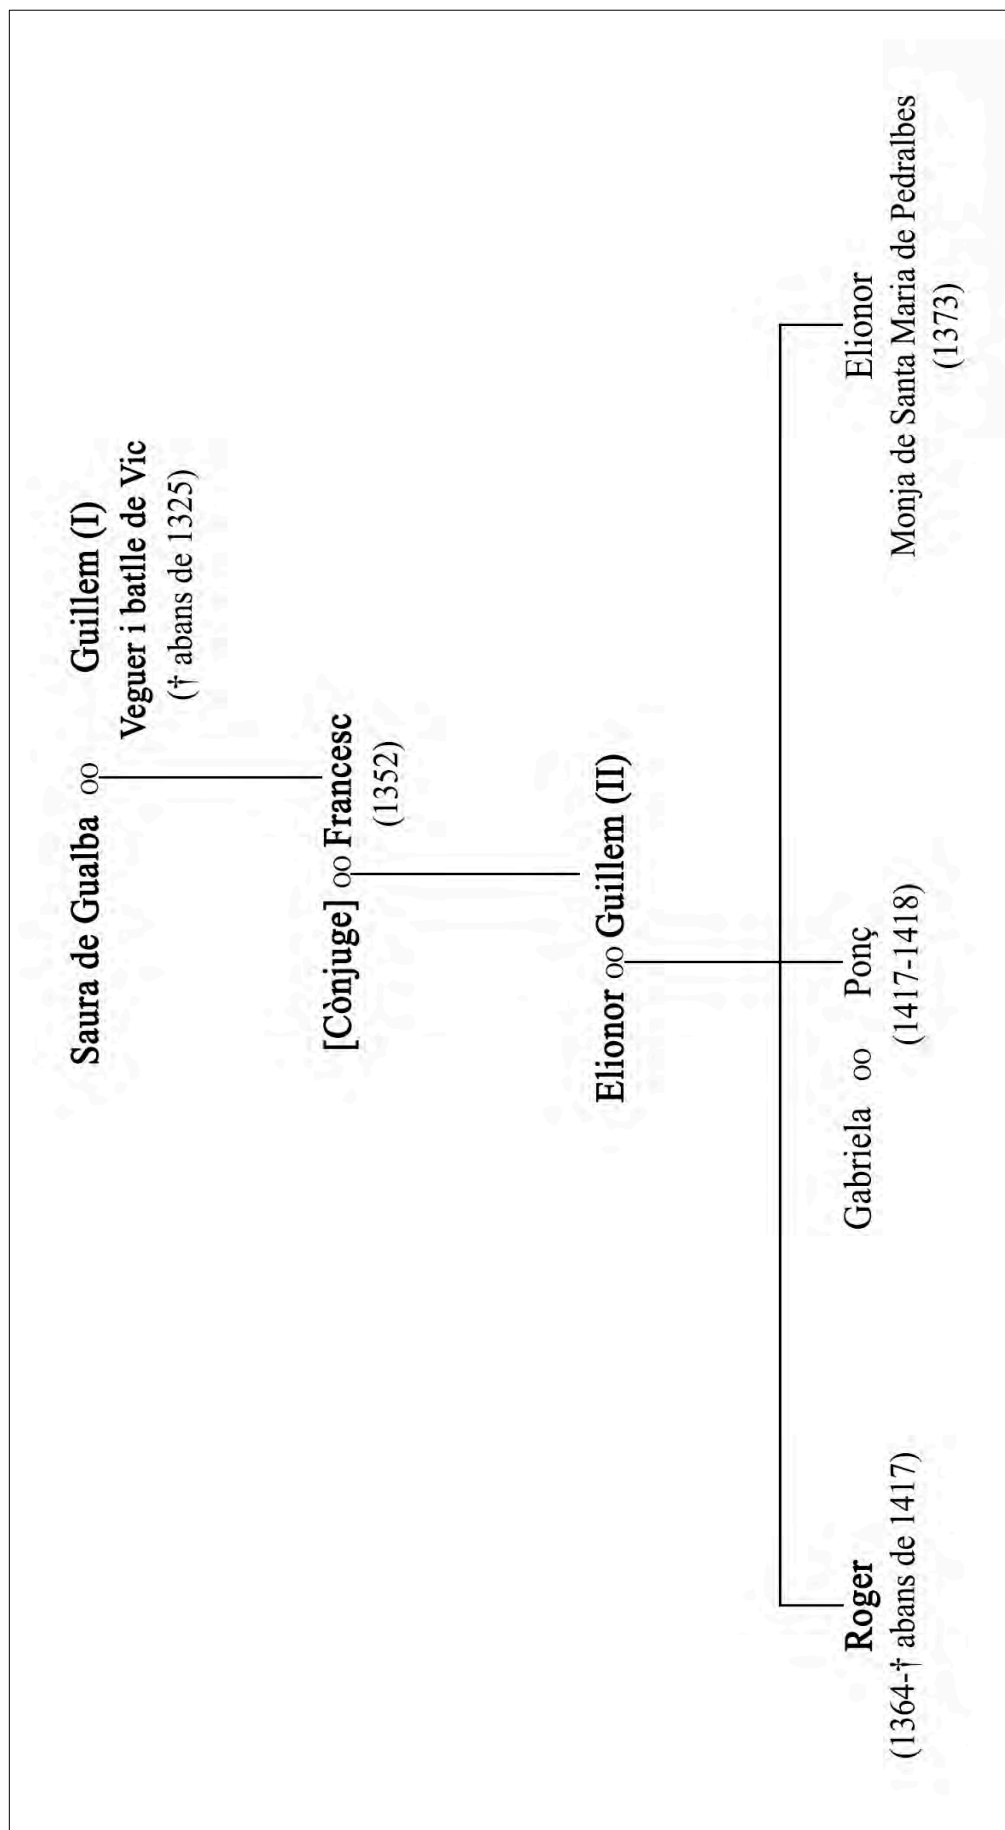 Saura de Gualba oo Guillem (I)
Veguer i batlle de Vic
(† abans de 1325)
[Cònjuge] oo Francesc
(1352)
Elionor oo Guillem (II)
Roger
(1364-† abans de 1417)
Gabriela oo Ponç
(1417-1418)
Elionor
Monja de Santa Maria de Pedralbes
(1373)